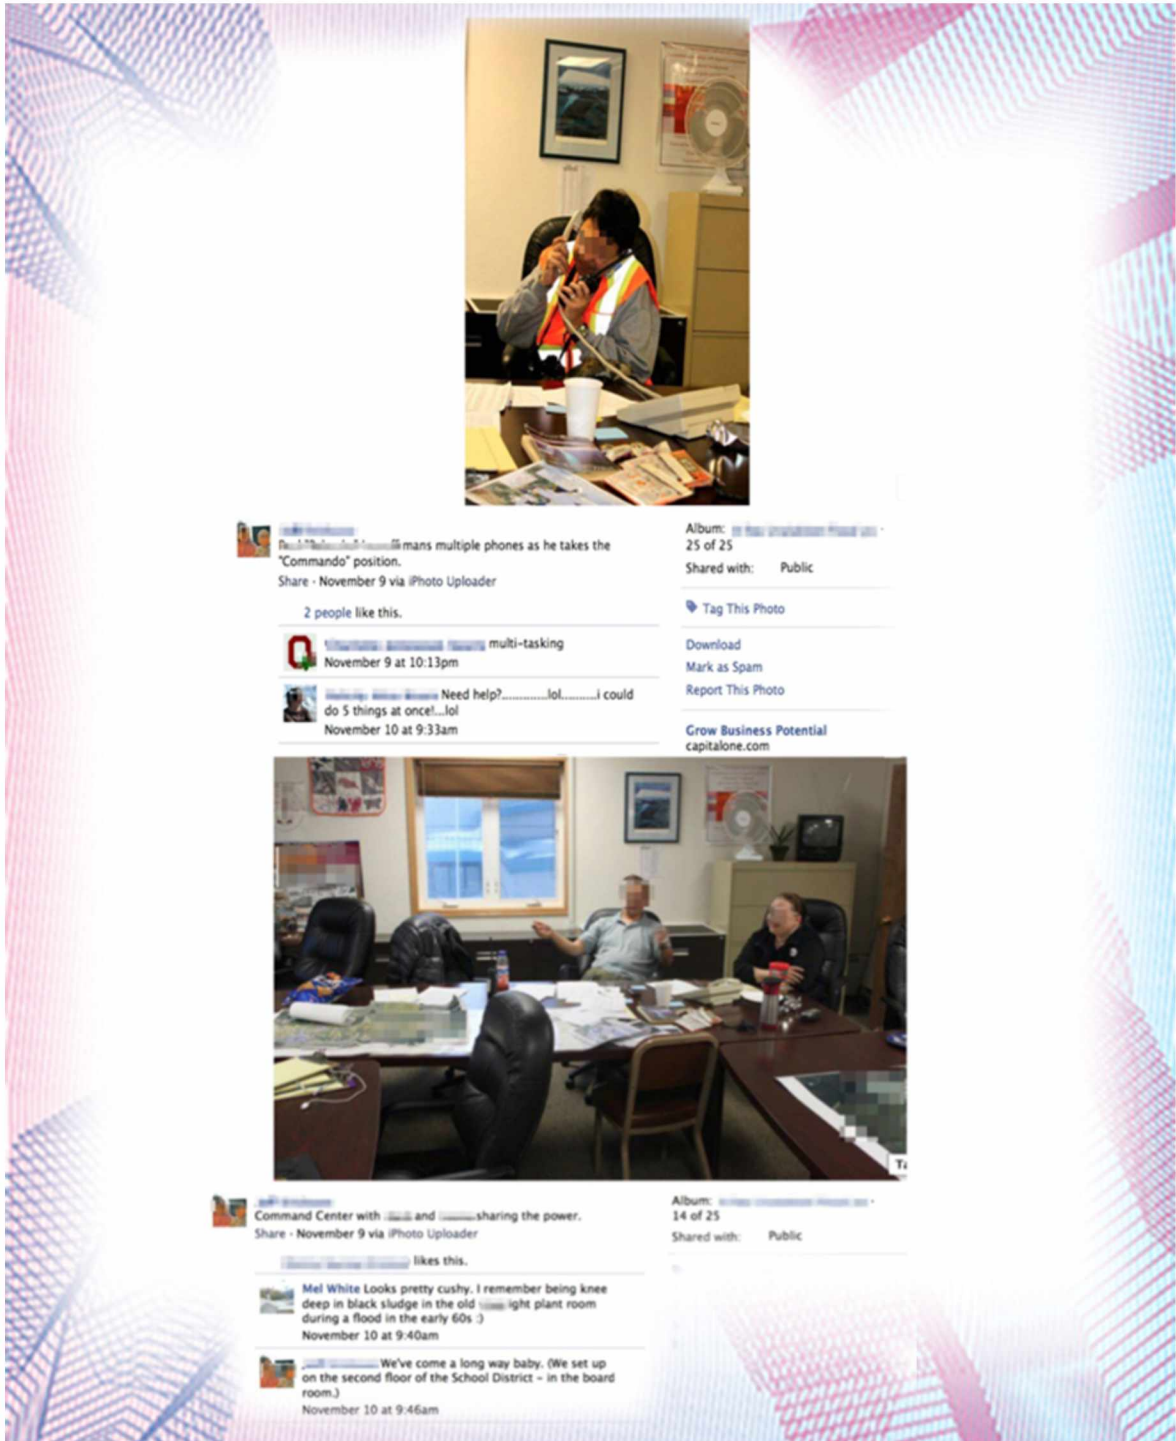 mans multiple phones as he takes the
"Commando" position.
Share · November 9 via iPhoto Uploader
2 people like this.
multi-tasking
November 9 at 10:13pm
Need help?.............lol..........i could
do 5 things at once!...lol
November 10 at 9:33am
Album:
25 of 25
Shared with: Public
Tag This Photo
Download
Mark as Spam
Report This Photo
Grow Business Potential
capitalone.com
Ta
Command Center with and sharing the power.
Share · November 9 via iPhoto Uploader
likes this.
Mel White Looks pretty cushy. I remember being knee
deep in black sludge in the old ight plant room
during a flood in the early 60s :)
November 10 at 9:40am
We've come a long way baby. (We set up
on the second floor of the School District - in the board
room.)
November 10 at 9:46am
Album:
14 of 25
Shared with: Public